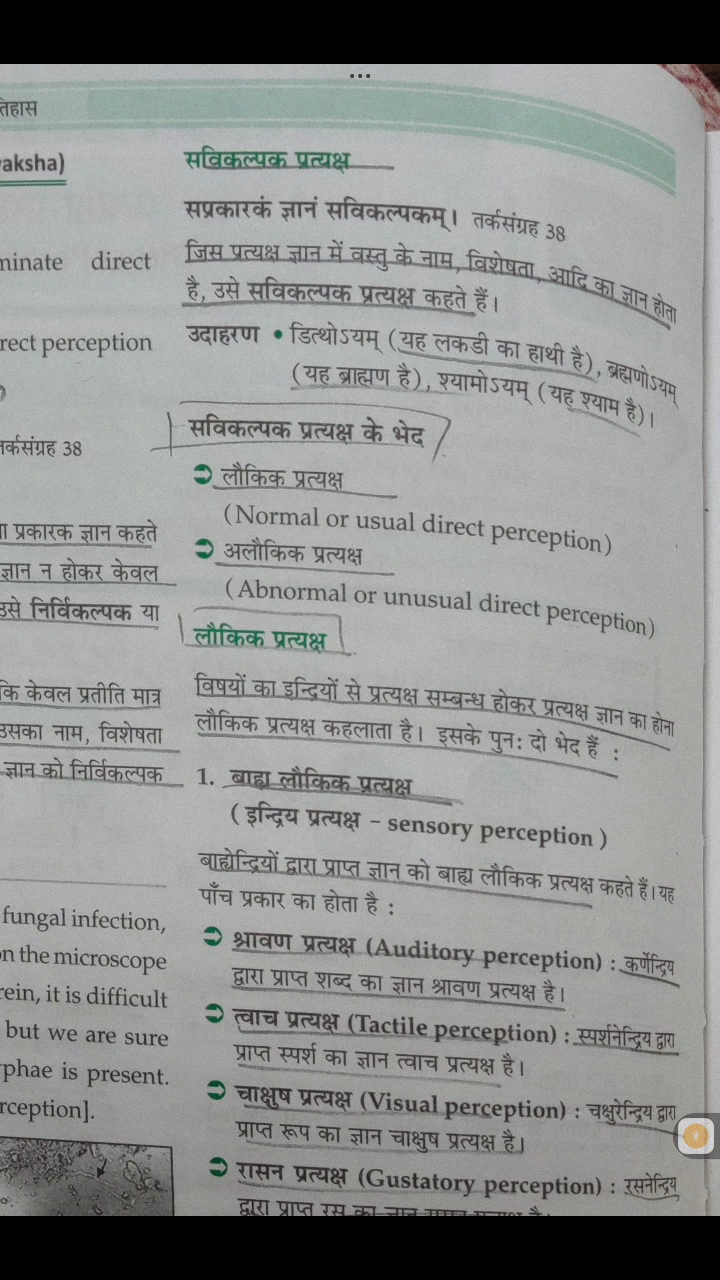 तिहास
aksha)
minate direct
rect perception
र्कसंग्रह 38
ा प्रकारक ज्ञान कहते
ज्ञान न होकर केवल
उसे निर्विकल्पक या
कि केवल प्रतीति मात्र
उसका नाम, विशेषता
ज्ञान को निर्विकल्पक
fungal infection,
n the microscope
rein, it is difficult
but we are sure
phae is present.
rception].
सविकल्पक प्रत्यक्ष
सप्रकारकं ज्ञानं सविकल्पकम्। तर्कसंग्रह 38
जिस प्रत्यक्ष ज्ञान में वस्तु के नाम, विशेषता, आदि का ज्ञान होता
है, उसे सविकल्पक प्रत्यक्ष कहते हैं।
उदाहरण • डित्थोऽयम् (यह लकडी का हाथी है), ब्रह्मणोऽयम्
(यह ब्राह्मण है), श्यामोऽयम् (यह श्याम है)।
सविकल्पक प्रत्यक्ष के भेद
➲ लौकिक प्रत्यक्ष
(Normal or usual direct perception)
➲ अलौकिक प्रत्यक्ष
(Abnormal or unusual direct perception)
लौकिक प्रत्यक्ष
विषयों का इन्द्रियों से प्रत्यक्ष सम्बन्ध होकर प्रत्यक्ष ज्ञान का होना
लौकिक प्रत्यक्ष कहलाता है। इसके पुनः दो भेद हैं :
1. बाह्य लौकिक प्रत्यक्ष
(इन्द्रिय प्रत्यक्ष – sensory perception)
बाह्येन्द्रियों द्वारा प्राप्त ज्ञान को बाह्य लौकिक प्रत्यक्ष कहते हैं। यह
पाँच प्रकार का होता है :
➲ श्रावण प्रत्यक्ष (Auditory perception) : कर्णेन्द्रिय
द्वारा प्राप्त शब्द का ज्ञान श्रावण प्रत्यक्ष है।
➲ त्वाच प्रत्यक्ष (Tactile perception) : स्पर्शनेन्द्रिय द्वारा
प्राप्त स्पर्श का ज्ञान त्वाच प्रत्यक्ष है।
➲ चाक्षुष प्रत्यक्ष (Visual perception) : चक्षुरेन्द्रिय द्वारा
प्राप्त रूप का ज्ञान चाक्षुष प्रत्यक्ष है।
➲ रासन प्रत्यक्ष (Gustatory perception) : रसनेन्द्रिय
द्वारा प्राप्त रस का ज्ञान